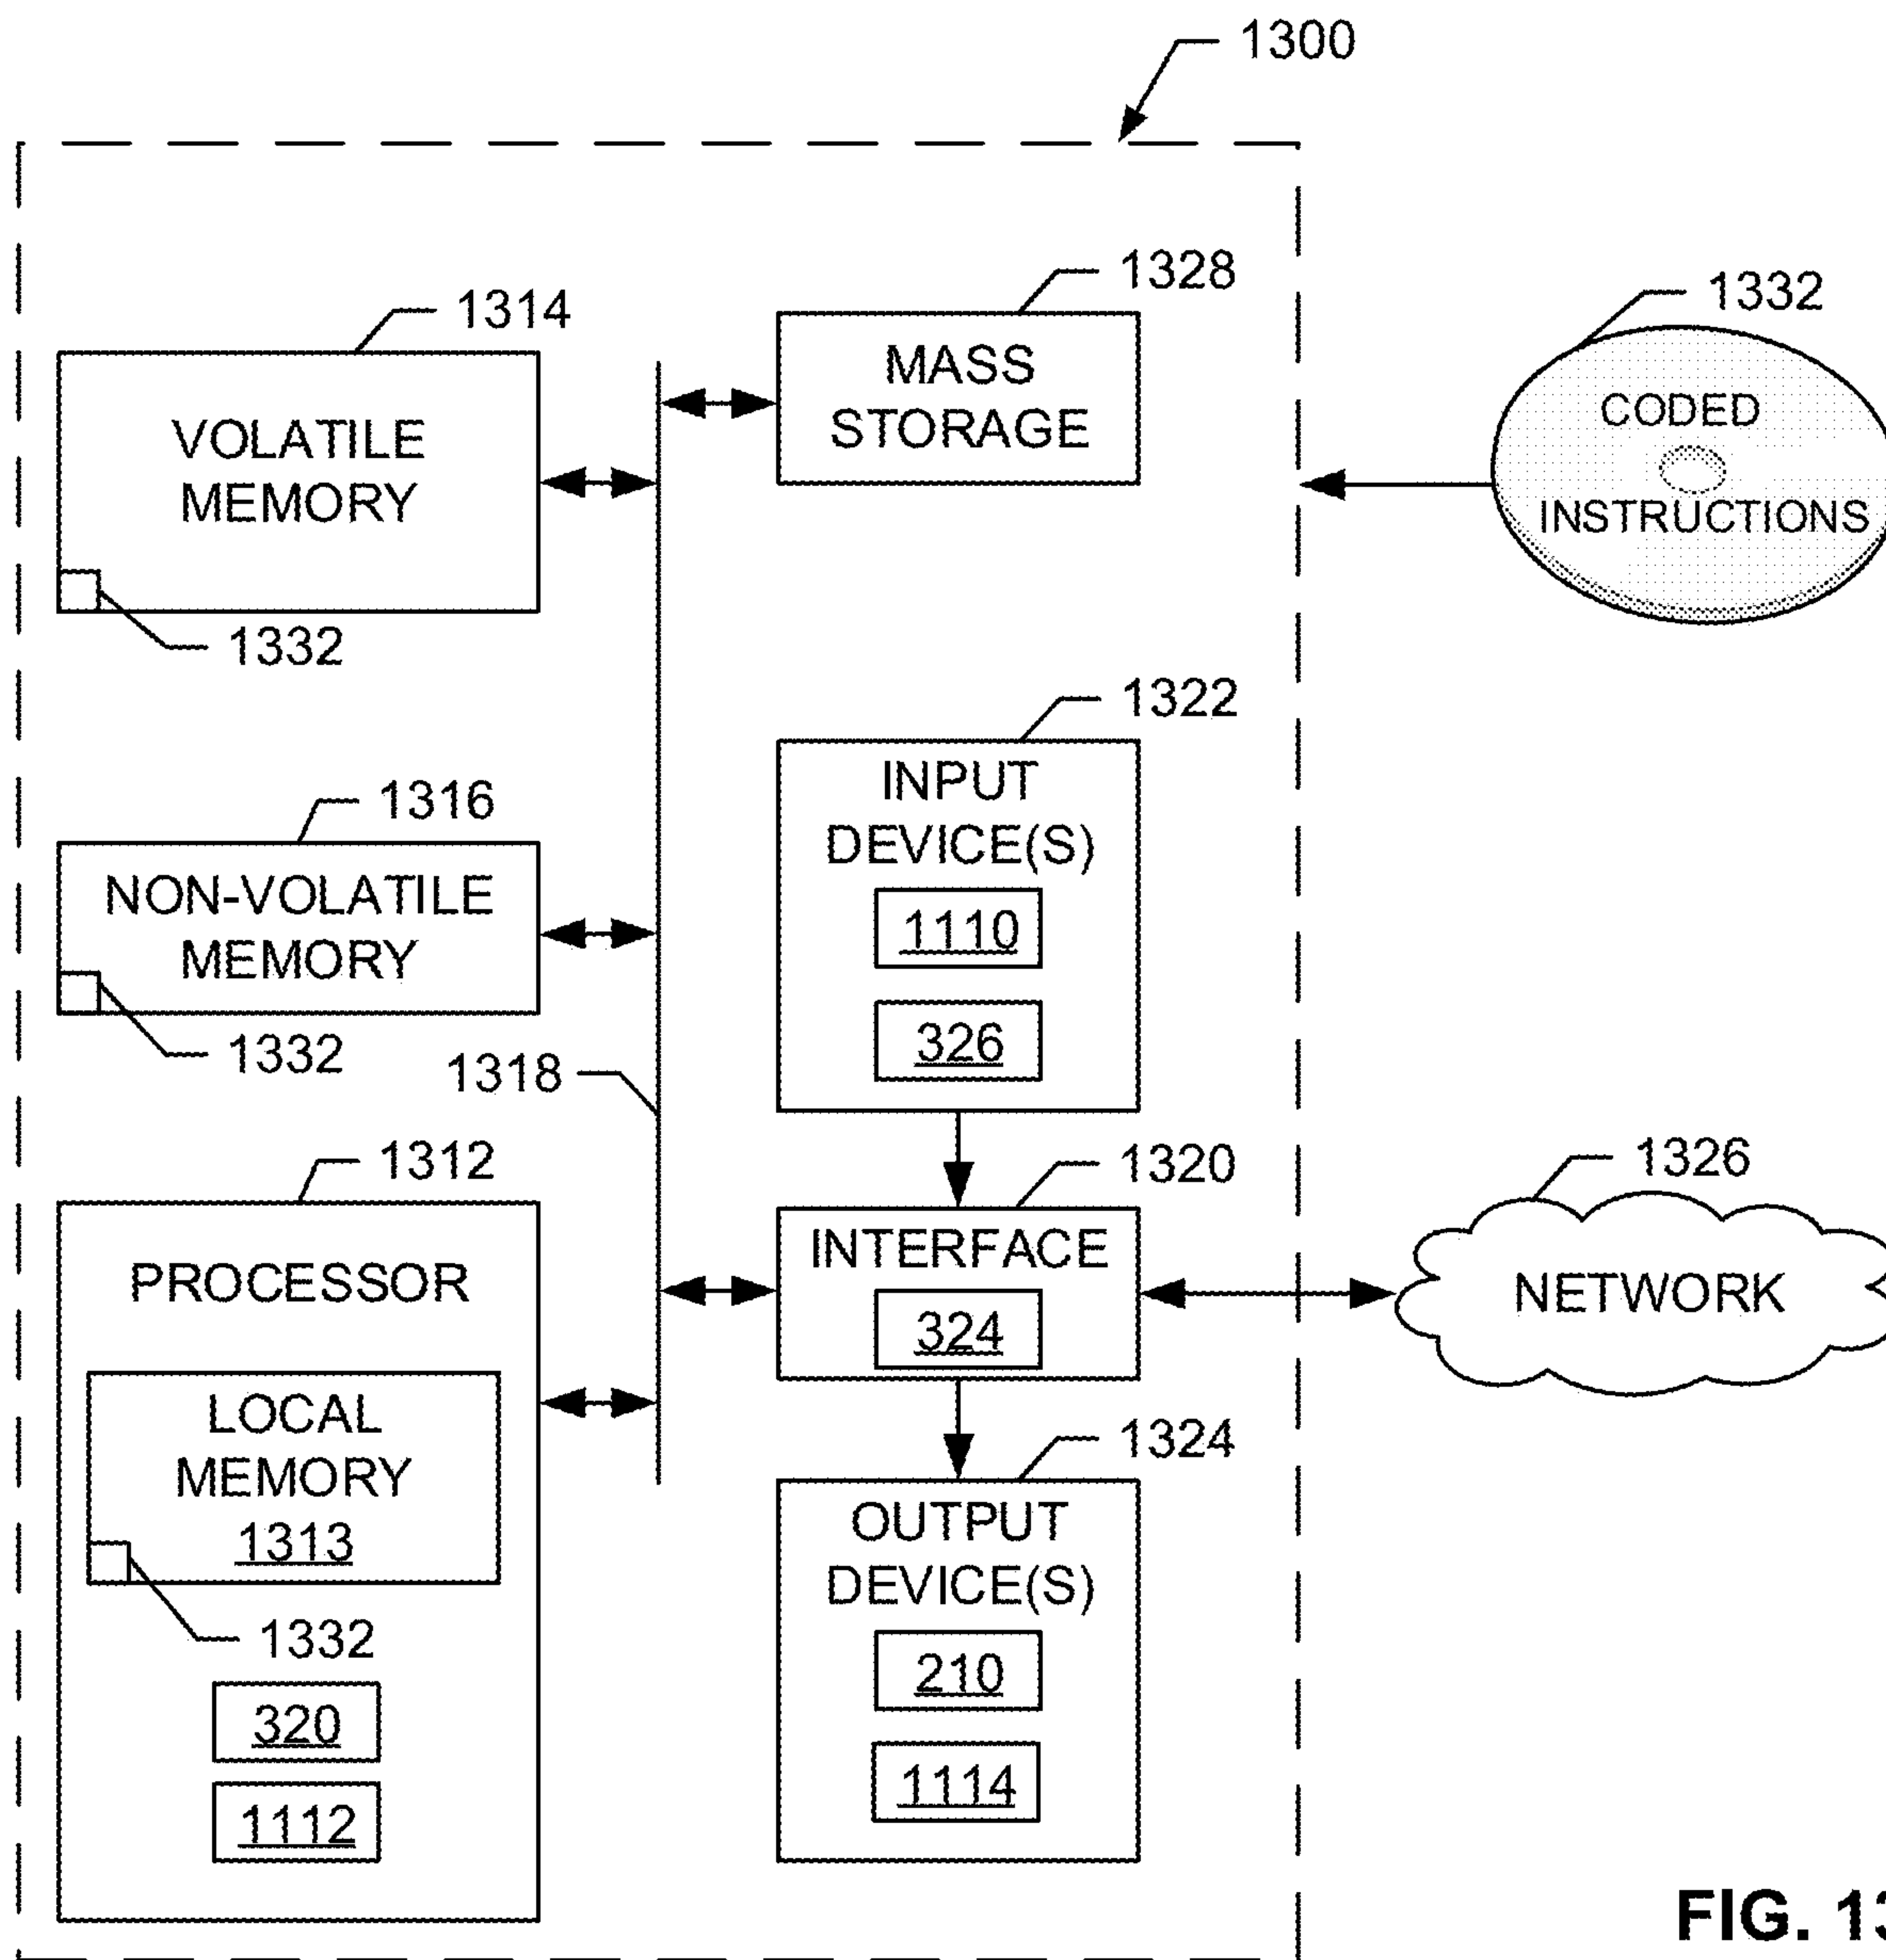 1300
1328
MASS
STORAGE
1314
VOLATILE
MEMORY
1332
1332
CODED
INSTRUCTIONS
1322
INPUT
DEVICE(S)
1110
326
1316
NON-VOLATILE
MEMORY
1332
1318
1312
PROCESSOR
LOCAL
MEMORY
1313
1332
320
1112
1320
INTERFACE
324
1326
NETWORK
1324
OUTPUT
DEVICE(S)
210
1114
FIG. 13